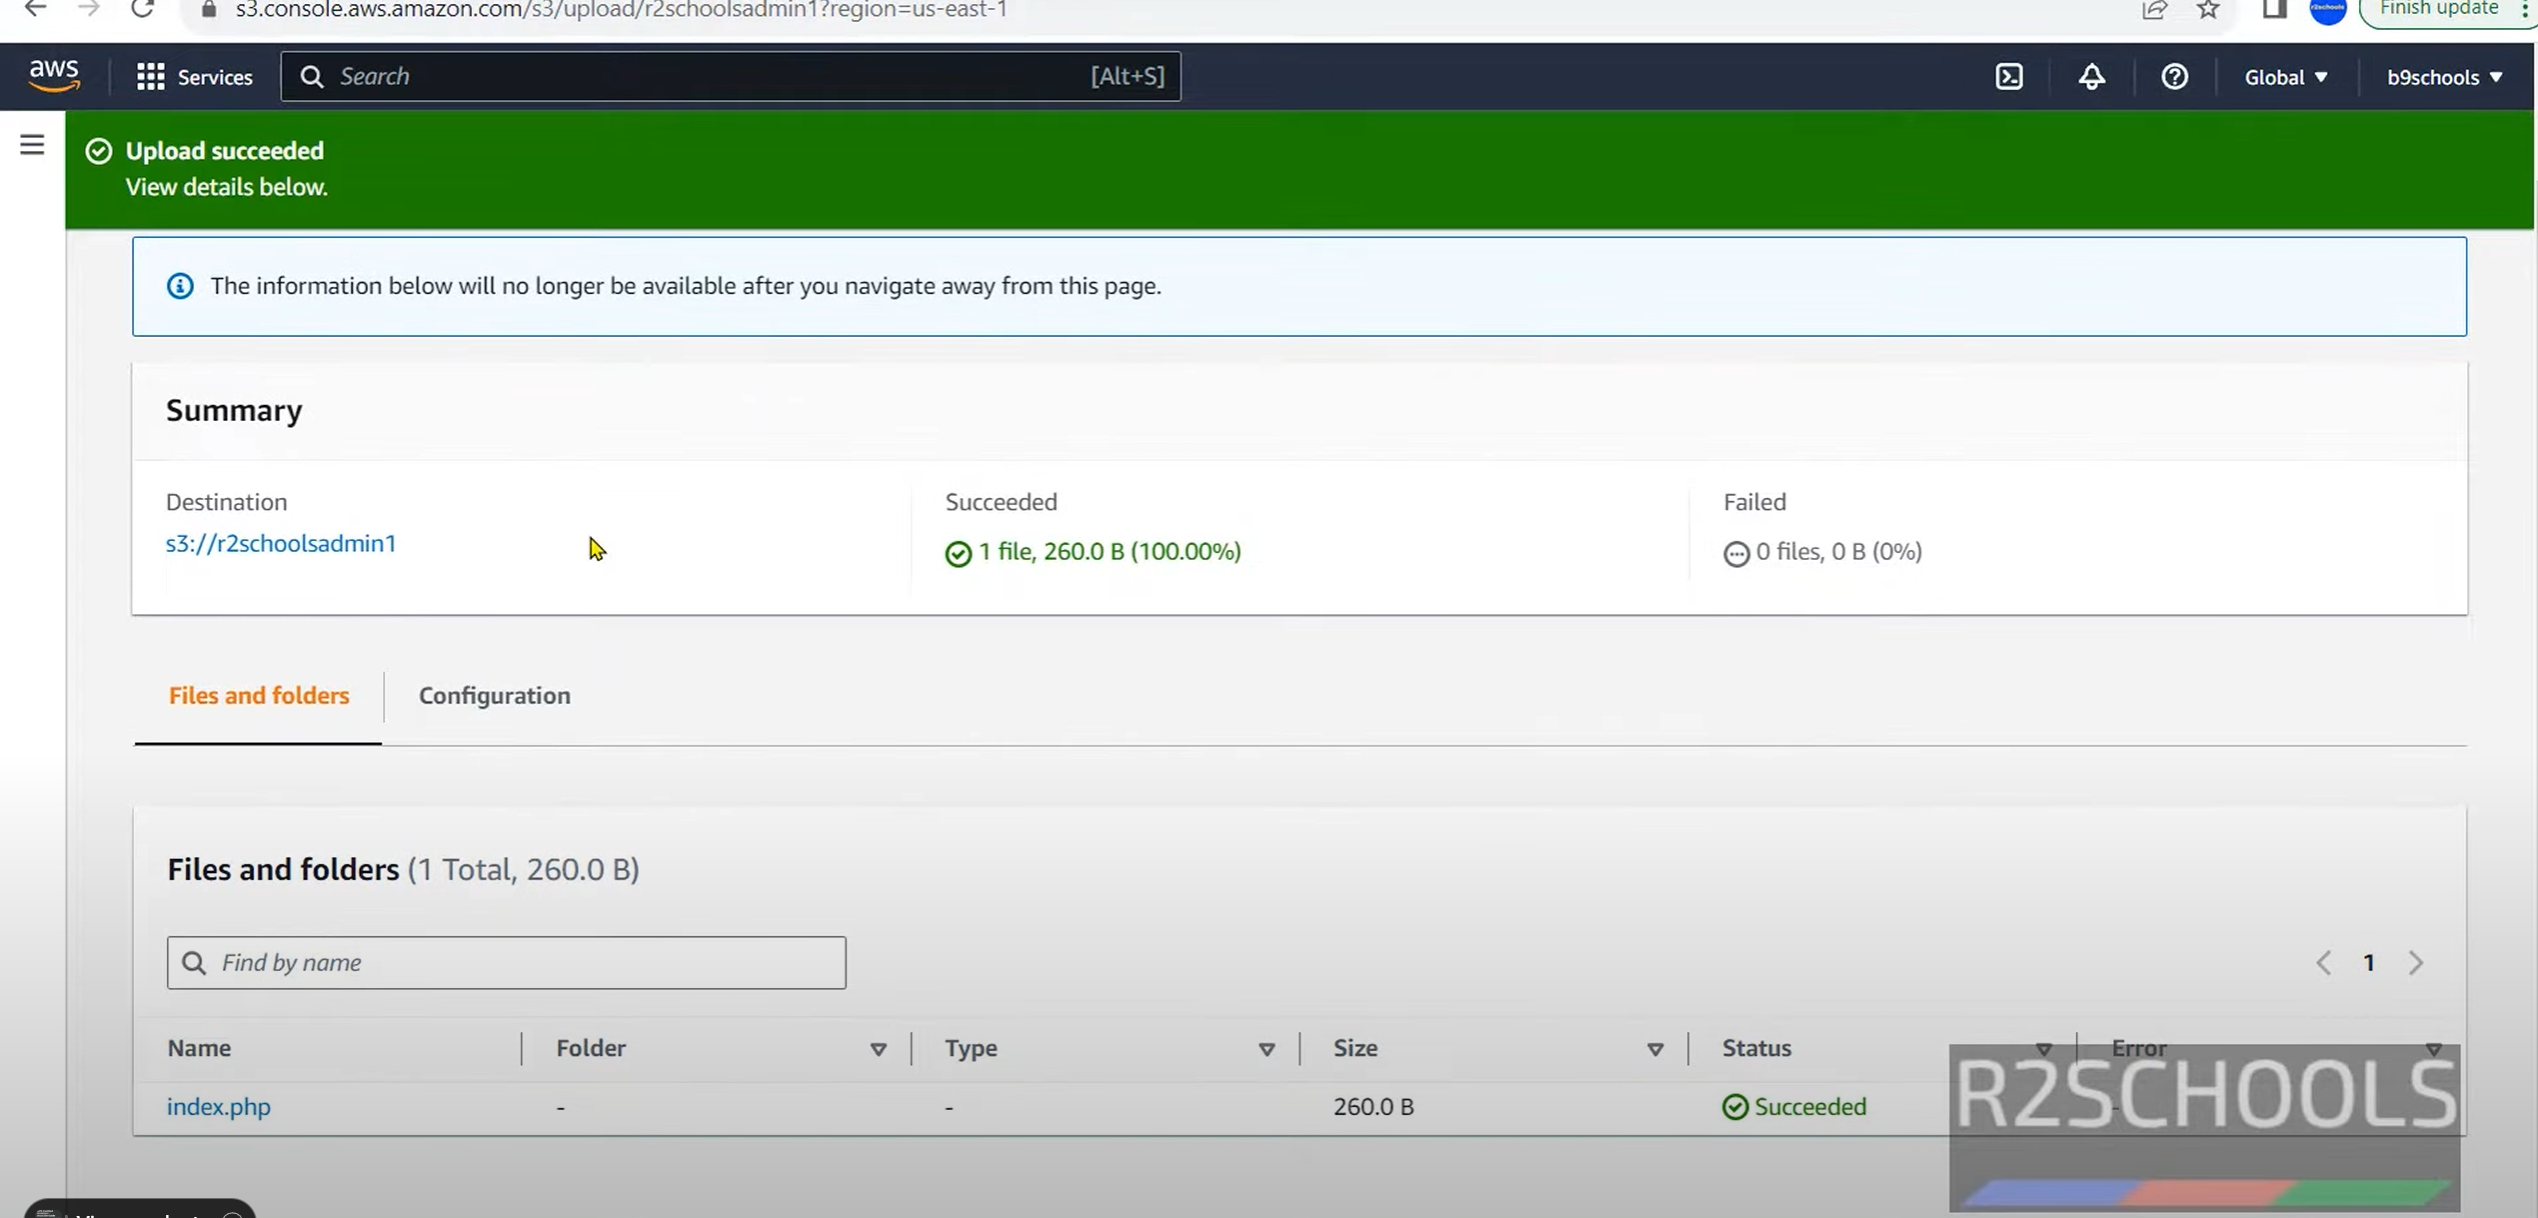 s3.console.aws.amazon.com/s3/upload/r2schoolsadmin1?region=us-east-1
r2schools
Finish update
aws
Services
Search
[Alt+S]
Global
b9schools
Upload succeeded
View details below.
The information below will no longer be available after you navigate away from this page.
Summary
Destination
Succeeded
Failed
s3://r2schoolsadmin1
1 file, 260.0 B (100.00%)
0 files, 0 B (0%)
Files and folders
Configuration
Files and folders (1 Total, 260.0 B)
Find by name
1
Name
Folder
Type
Size
Status
Error
index.php
-
-
260.0 B
Succeeded
-
R2SCHOOLS